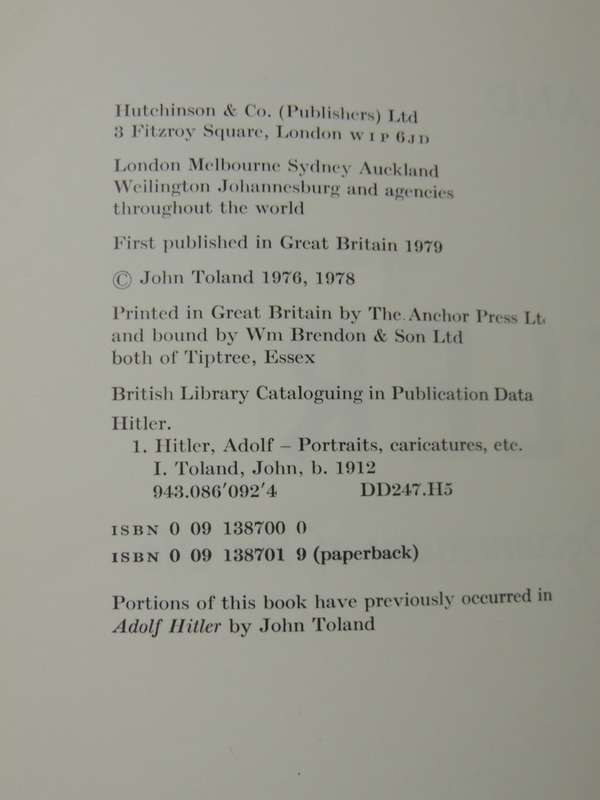 Hutchinson & Co. (Publishers) Ltd
3 Fitzroy Square, London W1P 6JD
London Melbourne Sydney Auckland
Wellington Johannesburg and agencies
throughout the world
First published in Great Britain 1979
© John Toland 1976, 1978
Printed in Great Britain by The Anchor Press Lt
and bound by Wm Brendon & Son Ltd
both of Tiptree, Essex
British Library Cataloguing in Publication Data
Hitler.
1. Hitler, Adolf – Portraits, caricatures, etc.
I. Toland, John, b. 1912
943.086′092′4 DD247.H5
ISBN 0 09 138700 0
ISBN 0 09 138701 9 (paperback)
Portions of this book have previously occurred in
Adolf Hitler by John Toland